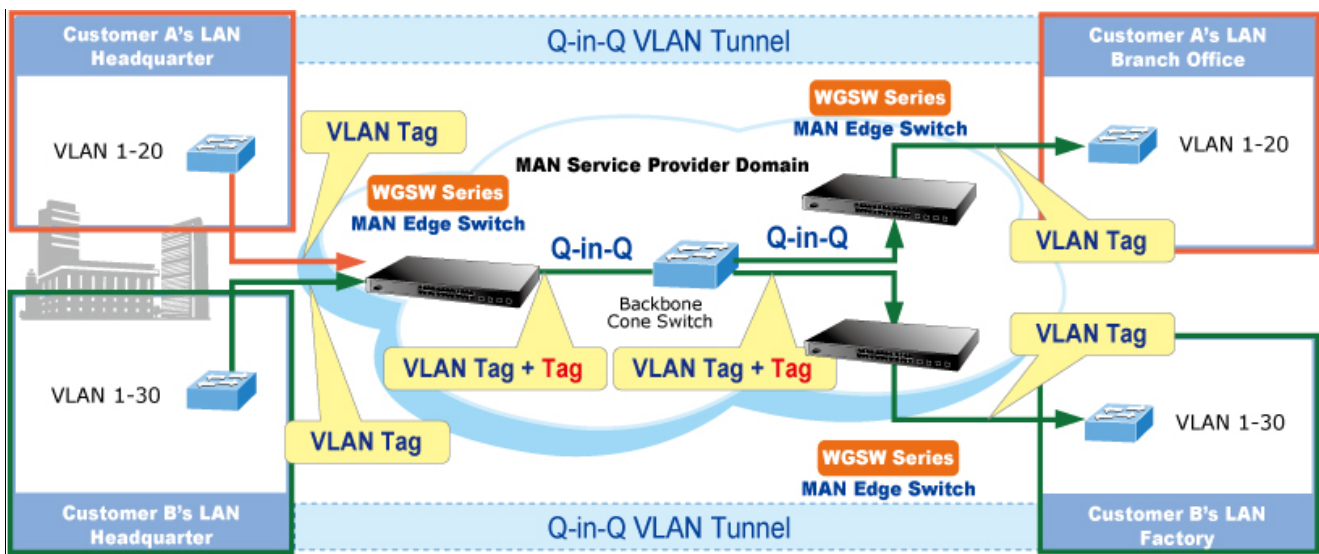 Customer A's LAN
Headquarter
VLAN 1-20
Q-in-Q VLAN Tunnel
Customer A's LAN
Branch Office
VLAN 1-20
VLAN Tag
WGSW Series
MAN Edge Switch
MAN Service Provider Domain
WGSW Series
MAN Edge Switch
Q-in-Q
Q-in-Q
VLAN Tag
Backbone
Cone Switch
VLAN Tag + Tag
VLAN Tag + Tag
VLAN Tag
VLAN 1-30
VLAN Tag
VLAN 1-30
WGSW Series
MAN Edge Switch
Customer B's LAN
Headquarter
Q-in-Q VLAN Tunnel
Customer B's LAN
Factory